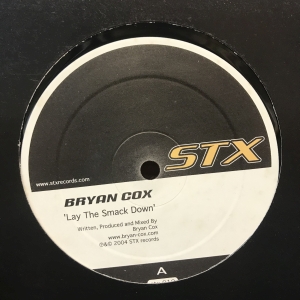 STX
www.stxrecords.com
BRYAN COX
'Lay The Smack Down'
Written, Produced and Mixed By
Bryan Cox
www.bryan-cox.com
℗&© 2004 STX records
A